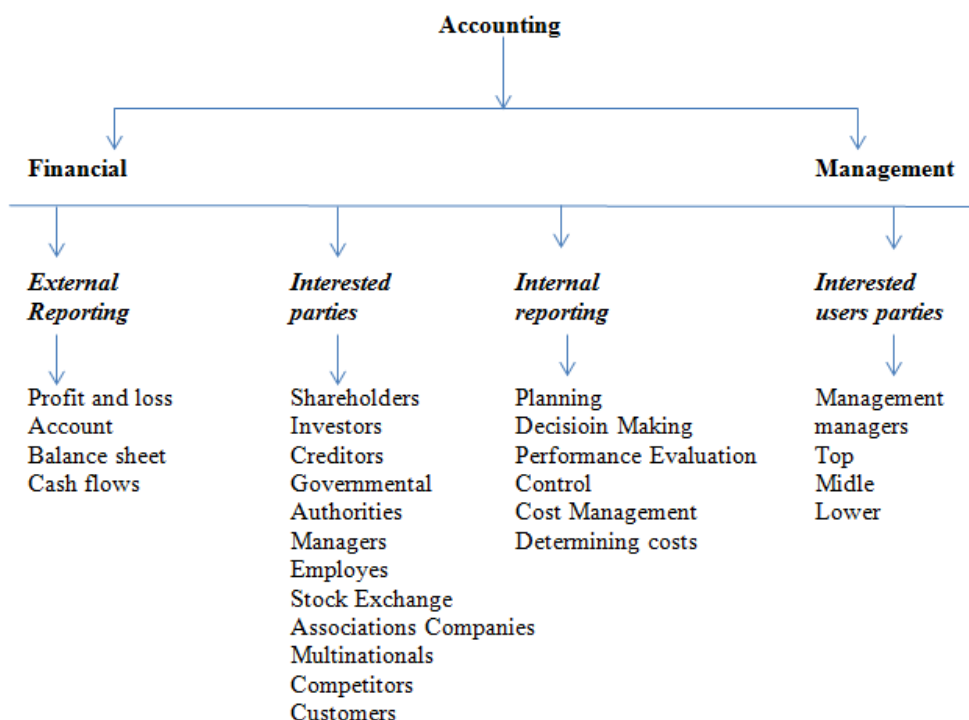 Accounting
Financial
Management
External
Reporting
Interested
parties
Internal
reporting
Interested
users parties
Profit and loss
Account
Balance sheet
Cash flows
Shareholders
Investors
Creditors
Governmental
Authorities
Managers
Employes
Stock Exchange
Associations Companies
Multinationals
Competitors
Customers
Planning
Decisioin Making
Performance Evaluation
Control
Cost Management
Determining costs
Management
managers
Top
Midle
Lower